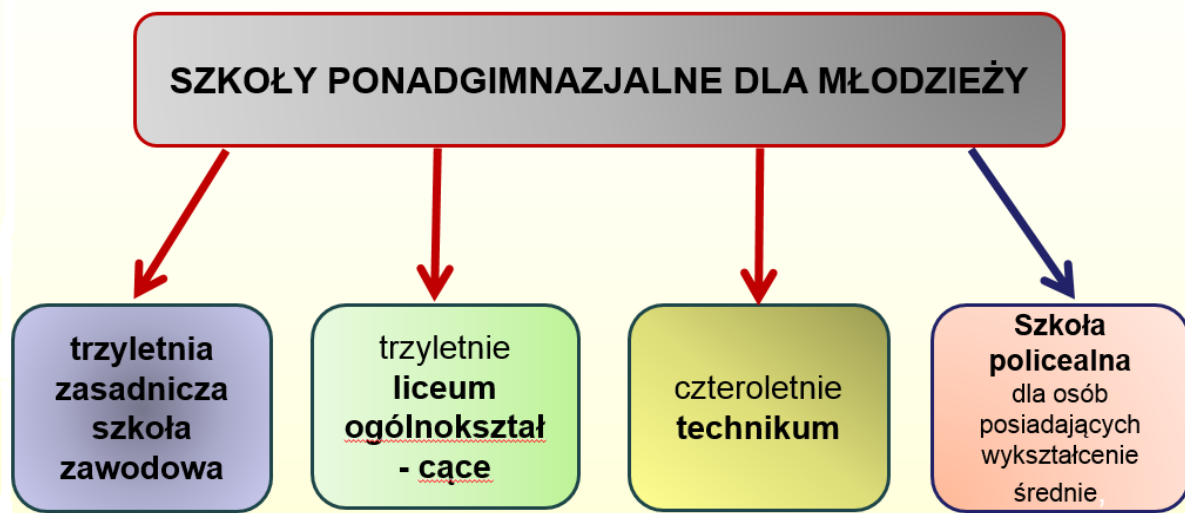 SZKOŁY PONADGIMNAZJALNE DLA MŁODZIEŻY
trzyletnia
zasadnicza
szkoła
zawodowa
trzyletnie
liceum
ogólnokształ
- cące
czteroletnie
technikum
Szkoła
policealna
dla osób
posiadających
wykształcenie
średnie,